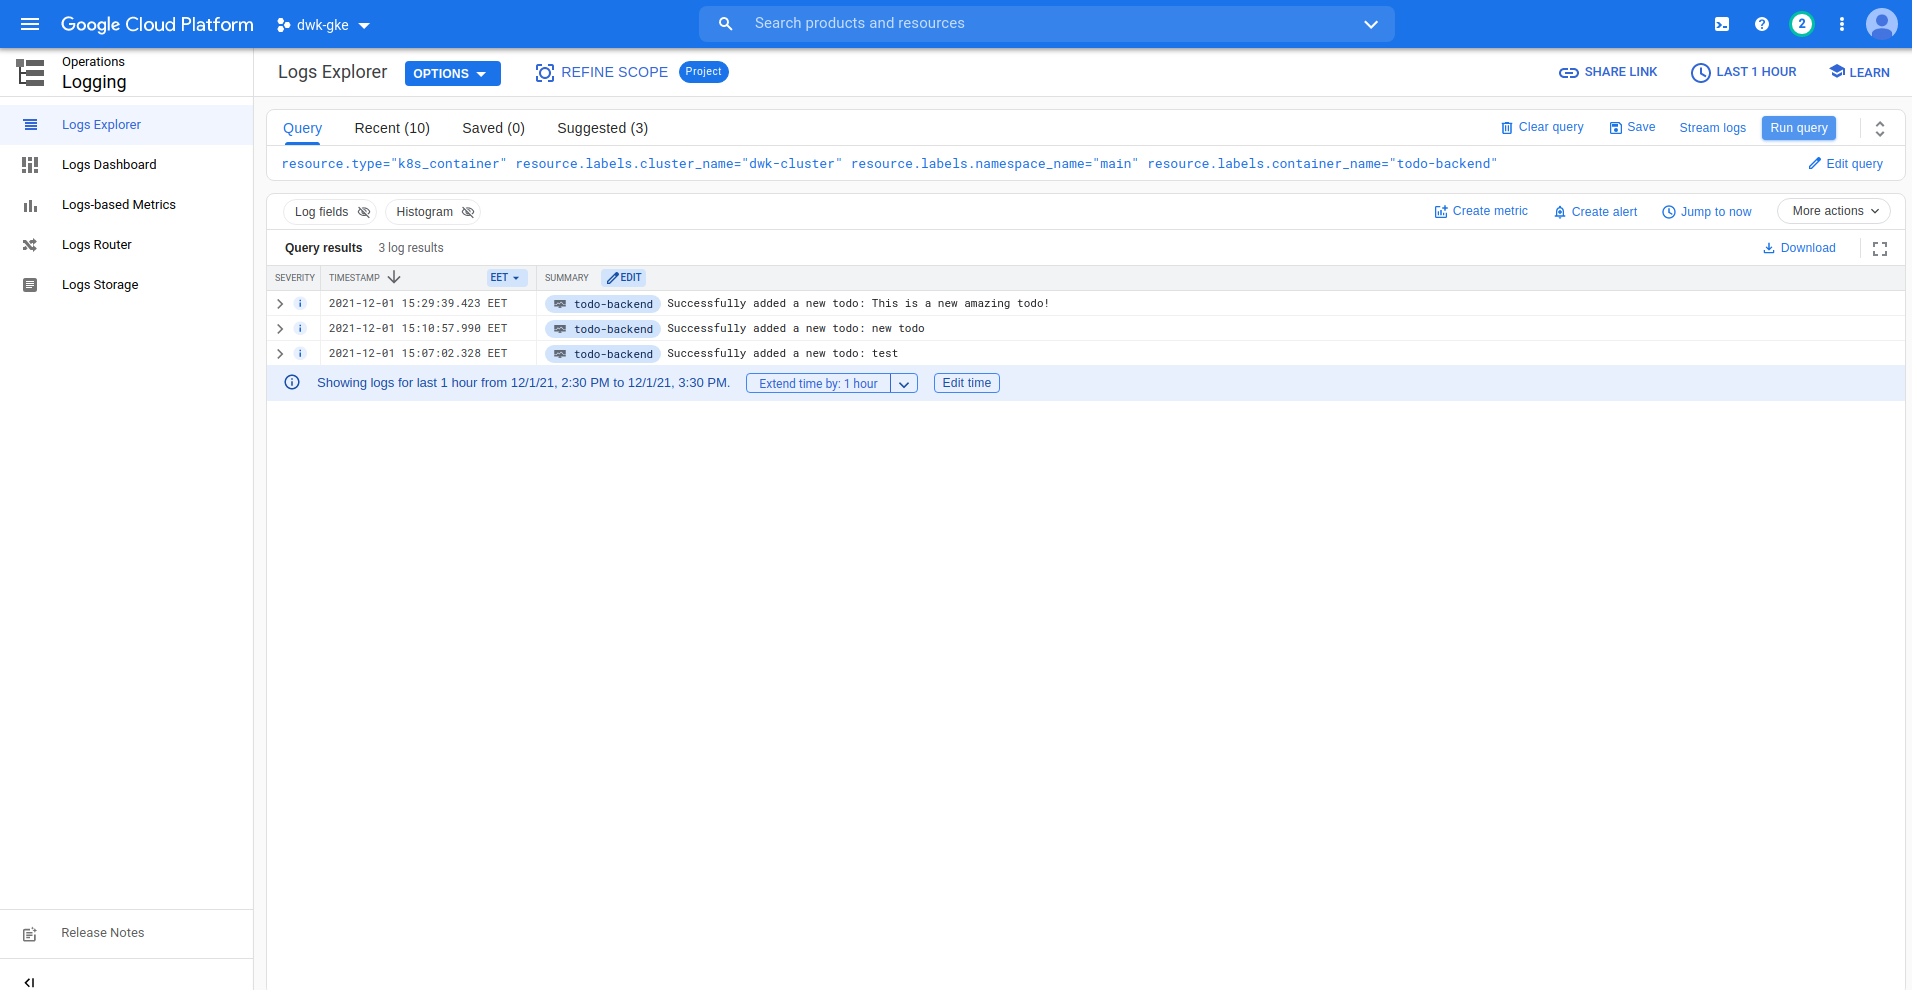 Google Cloud Platform dwk-gke Search products and resources 2
Operations
Logging
Logs Explorer OPTIONS REFINE SCOPE Project SHARE LINK LAST 1 HOUR LEARN
Logs Explorer
Logs Dashboard
Logs-based Metrics
Logs Router
Logs Storage
Query Recent (10) Saved (0) Suggested (3) Clear query Save Stream logs Run query
resource.type="k8s_container" resource.labels.cluster_name="dwk-cluster" resource.labels.namespace_name="main" resource.labels.container_name="todo-backend" Edit query
Log fields Histogram Create metric Create alert Jump to now More actions
Query results 3 log results Download
SEVERITY TIMESTAMP EET SUMMARY EDIT
i 2021-12-01 15:29:39.423 EET todo-backend Successfully added a new todo: This is a new amazing todo!
i 2021-12-01 15:10:57.990 EET todo-backend Successfully added a new todo: new todo
i 2021-12-01 15:07:02.328 EET todo-backend Successfully added a new todo: test
Showing logs for last 1 hour from 12/1/21, 2:30 PM to 12/1/21, 3:30 PM. Extend time by: 1 hour Edit time
Release Notes